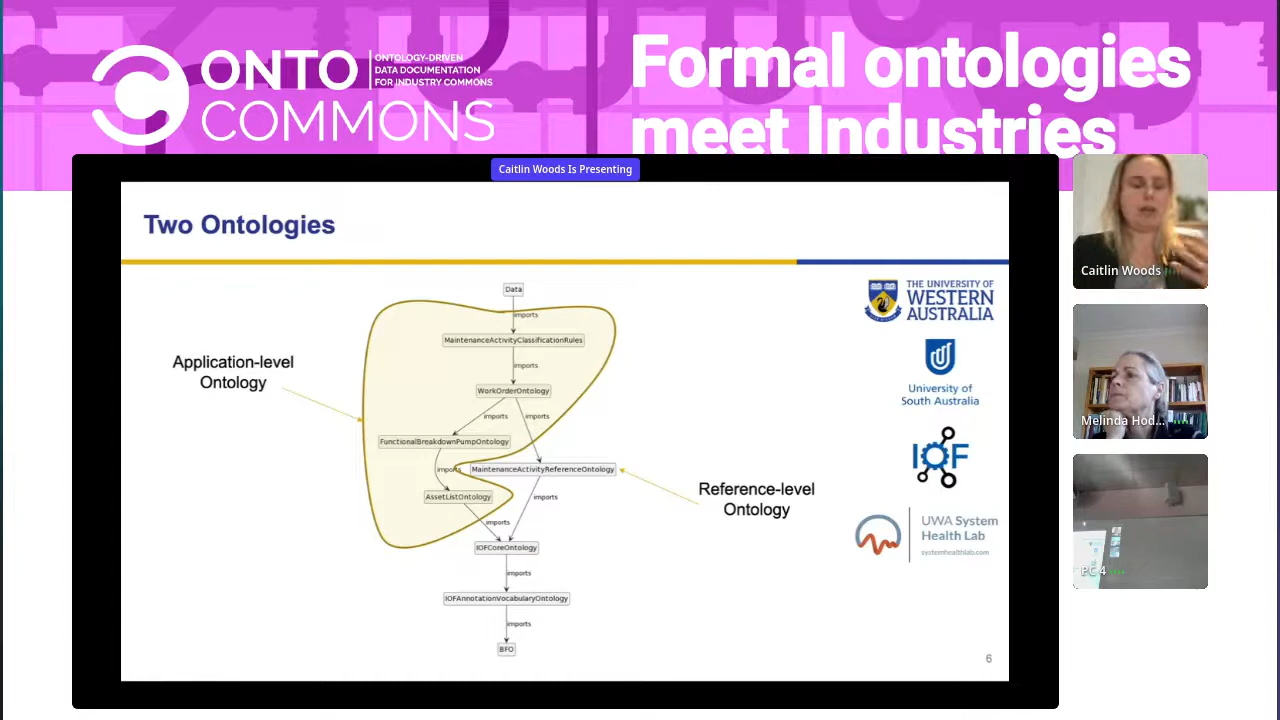 ONTO
COMMONS
ONTOLOGY-DRIVEN
DATA DOCUMENTATION
FOR INDUSTRY COMMONS
Formal ontologies
meet Industries
Caitlin Woods Is Presenting
Two Ontologies
Data
imports
MaintenanceActivityClassificationRules
imports
WorkOrderOntology
imports
imports
FunctionalBreakdownPumpOntology
imports
MaintenanceActivityReferenceOntology
AssetListOntology
imports
imports
IOFCoreOntology
imports
IOFAnnotationVocabularyOntology
imports
BFO
Application-level
Ontology
Reference-level
Ontology
THE UNIVERSITY OF
WESTERN
AUSTRALIA
University of
South Australia
IOF
UWA System
Health Lab
systemhealthlab.com
6
Caitlin Woods
Melinda Hod...
PC 4